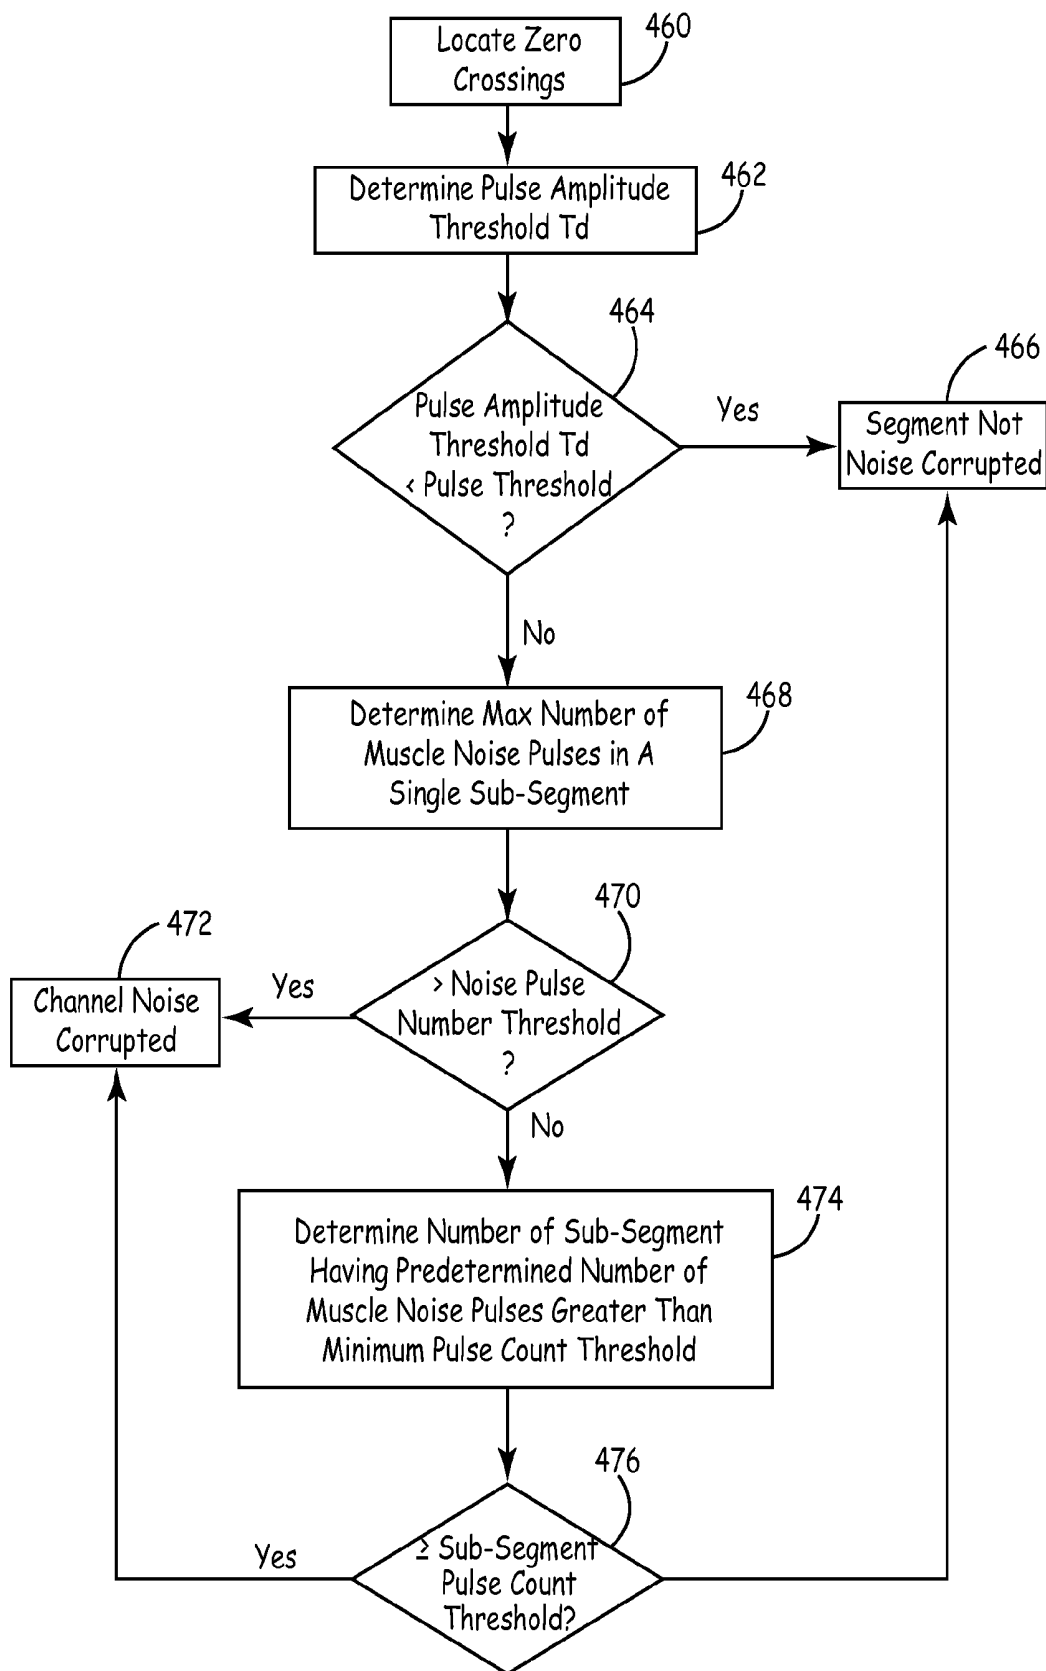 Locate Zero
Crossings
460
Determine Pulse Amplitude
Threshold Td
462
464
Pulse Amplitude
Threshold Td
< Pulse Threshold
?
Yes
466
Segment Not
Noise Corrupted
No
468
Determine Max Number of
Muscle Noise Pulses in A
Single Sub-Segment
470
> Noise Pulse
Number Threshold
?
Yes
472
Channel Noise
Corrupted
No
474
Determine Number of Sub-Segment
Having Predetermined Number of
Muscle Noise Pulses Greater Than
Minimum Pulse Count Threshold
476
≥ Sub-Segment
Pulse Count
Threshold?
Yes